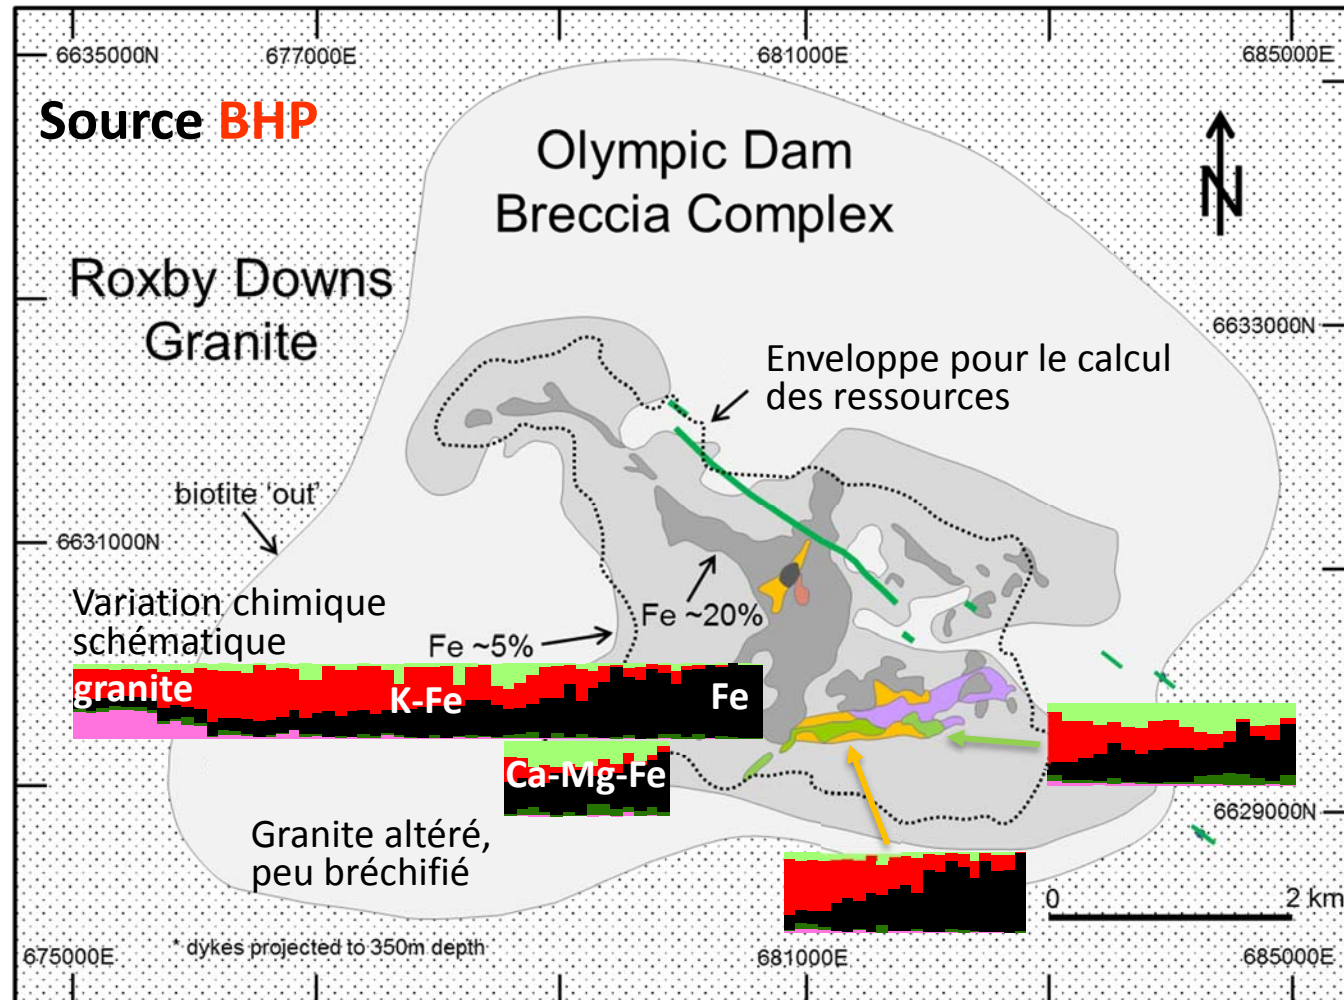 6635000N
677000E
681000E
685000E
Source BHP
Olympic Dam
Breccia Complex
N
Roxby Downs
Granite
6633000N
Enveloppe pour le calcul
des ressources
biotite 'out'
6631000N
Variation chimique
schématique
Fe ~20%
Fe ~5%
granite
K-Fe
Fe
Ca-Mg-Fe
6629000N
Granite altéré,
peu bréchifié
0
2 km
* dykes projected to 350m depth
675000E
681000E
685000E